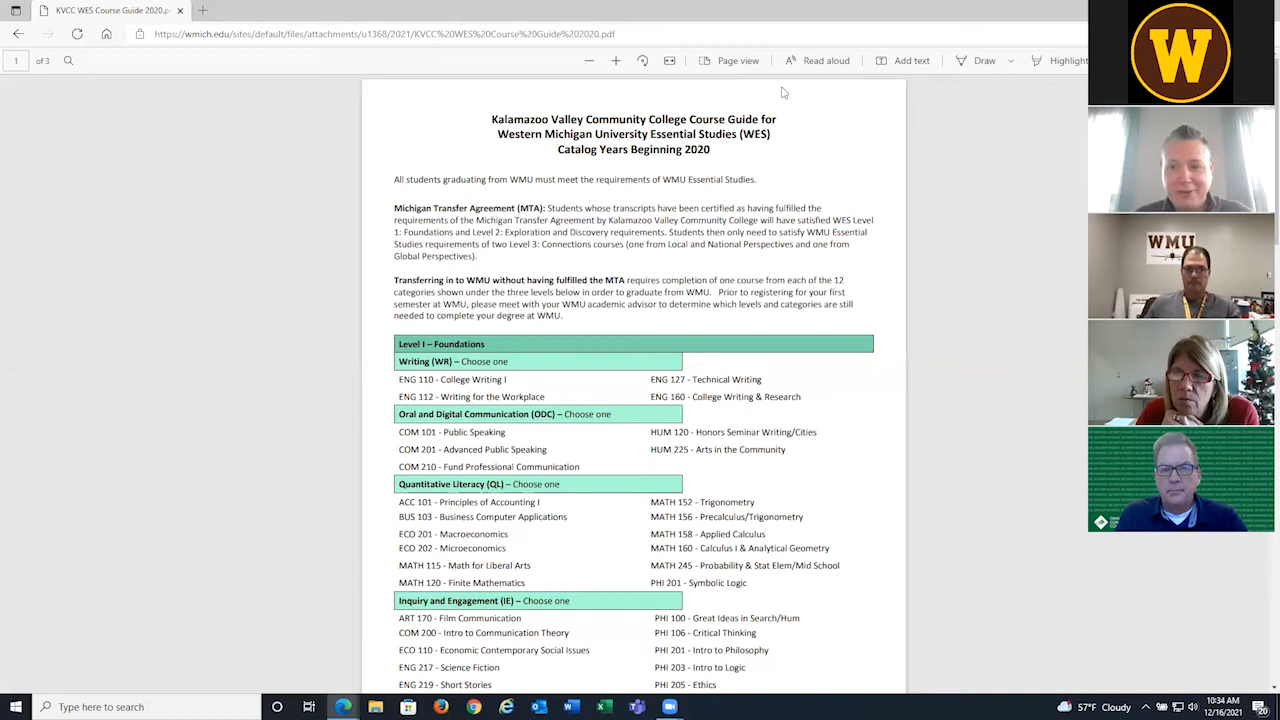 KVCC WES Course Guide 2020.p
https://wmich.edu/sites/default/files/attachments/u1368/2021/KVCC%20WES%20Course%20Guide%202020.pdf
1 of 3
Page view
Read aloud
Add text
Draw
Highlight
Kalamazoo Valley Community College Course Guide for
Western Michigan University Essential Studies (WES)
Catalog Years Beginning 2020
All students graduating from WMU must meet the requirements of WMU Essential Studies.
Michigan Transfer Agreement (MTA): Students whose transcripts have been certified as having fulfilled the
requirements of the Michigan Transfer Agreement by Kalamazoo Valley Community College will have satisfied WES Level
1: Foundations and Level 2: Exploration and Discovery requirements. Students then only need to satisfy WMU Essential
Studies requirements of two Level 3: Connections courses (one from Local and National Perspectives and one from
Global Perspectives).
Transferring in to WMU without having fulfilled the MTA requires completion of one course from each of the 12
categories shown under the three levels below in order to graduate from WMU. Prior to registering for your first
semester at WMU, please meet with your WMU academic advisor to determine which levels and categories are still
needed to complete your degree at WMU.
Level I – Foundations
Writing (WR) – Choose one
ENG 110 - College Writing I
ENG 127 - Technical Writing
ENG 112 - Writing for the Workplace
ENG 160 - College Writing & Research
Oral and Digital Communication (ODC) – Choose one
COM 101 - Public Speaking
HUM 120 - Honors Seminar Writing/Cities
COM 201 - Advanced Public Speaking
HUM 225 - Arts in the Community
COM 210 - Fund Professional Communication
Quantitative Literacy (QL) – Choose one
ACC 101 - Principles of Accounting I
MATH 152 - Trigonometry
103 - Business Computer Applications
MATH 156 - Precalculus/Trigonometry
ECO 201 - Macroeconomics
MATH 158 - Applied Calculus
ECO 202 - Microeconomics
MATH 160 - Calculus I & Analytical Geometry
MATH 115 - Math for Liberal Arts
MATH 245 - Probability & Stat Elem/Mid School
MATH 120 - Finite Mathematics
PHI 201 - Symbolic Logic
Inquiry and Engagement (IE) – Choose one
ART 170 - Film Communication
PHI 100 - Great Ideas in Search/Hum
COM 200 - Intro to Communication Theory
PHI 106 - Critical Thinking
ECO 110 - Economic Contemporary Social Issues
PHI 201 - Intro to Philosophy
ENG 217 - Science Fiction
PHI 203 - Intro to Logic
ENG 219 - Short Stories
PHI 205 - Ethics
W
WMU
Type here to search
57°F Cloudy
10:34 AM
12/16/2021
20